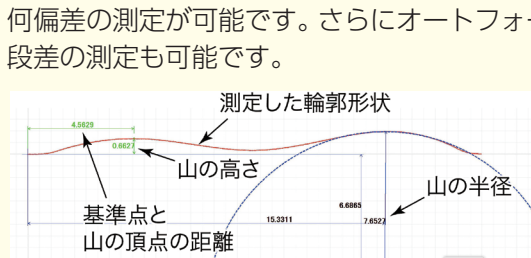 何偏差の測定が可能です。さらにオートフォー
段差の測定も可能です。
測定した輪郭形状
4.5629
0.6627
山の高さ
山の半径
6.6865
7.6527
15.3311
基準点と
山の頂点の距離